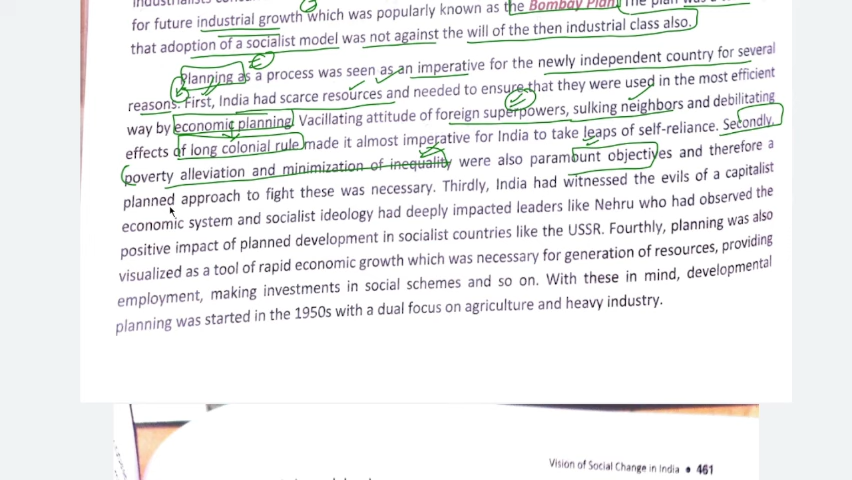 for future industrial growth which was popularly known as the Bombay Plan. The plan was
that adoption of a socialist model was not against the will of the then industrial class also.
Planning as a process was seen as an imperative for the newly independent country for several
reasons. First, India had scarce resources and needed to ensure that they were used in the most efficient
way by economic planning. Vacillating attitude of foreign superpowers, sulking neighbors and debilitating
effects of long colonial rule made it almost imperative for India to take leaps of self-reliance. Secondly,
poverty alleviation and minimization of inequality were also paramount objectives and therefore a
planned approach to fight these was necessary. Thirdly, India had witnessed the evils of a capitalist
economic system and socialist ideology had deeply impacted leaders like Nehru who had observed the
positive impact of planned development in socialist countries like the USSR. Fourthly, planning was also
visualized as a tool of rapid economic growth which was necessary for generation of resources, providing
employment, making investments in social schemes and so on. With these in mind, developmental
planning was started in the 1950s with a dual focus on agriculture and heavy industry.
Vision of Social Change in India • 461